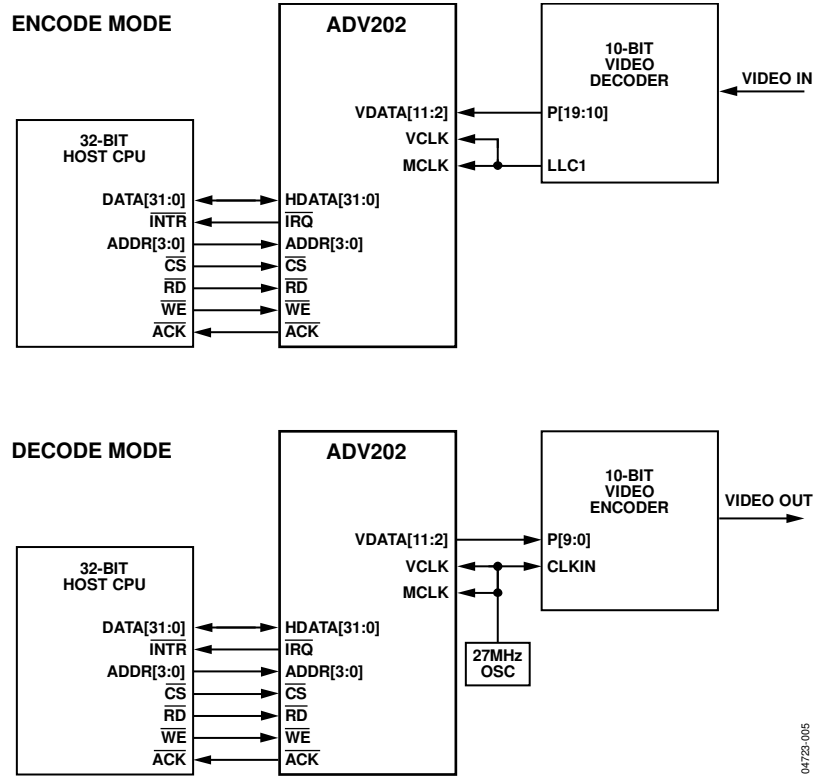 ENCODE MODE
ADV202
10-BIT
VIDEO
DECODER
VIDEO IN
VDATA[11:2]
P[19:10]
VCLK
MCLK
LLC1
32-BIT
HOST CPU
DATA[31:0]
HDATA[31:0]
INTR
IRQ
ADDR[3:0]
ADDR[3:0]
CS
CS
RD
RD
WE
WE
ACK
ACK
DECODE MODE
ADV202
10-BIT
VIDEO
ENCODER
VIDEO OUT
VDATA[11:2]
P[9:0]
VCLK
CLKIN
MCLK
32-BIT
HOST CPU
27MHz
OSC
DATA[31:0]
HDATA[31:0]
INTR
IRQ
ADDR[3:0]
ADDR[3:0]
CS
CS
RD
RD
WE
WE
ACK
ACK
04723-005